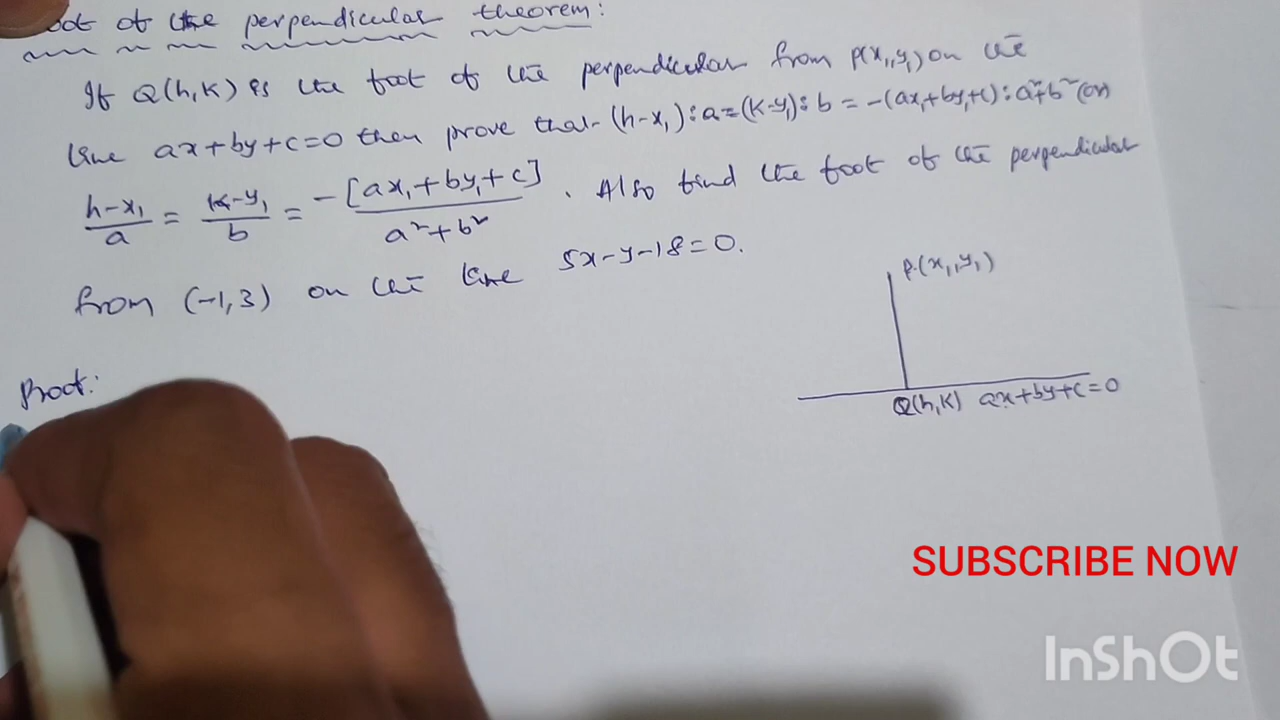 oot of the perpendicular theorem:
If Q(h,k) is the foot of the perpendicular from P(x₁,y₁) on the
line ax+by+c=0 then prove that- (h-x₁):a=(k-y₁):b = -(ax₁+by₁+c):a²+b² (or)
h-x₁/a = k-y₁/b = -[ax₁+by₁+c]/a²+b². Also find the foot of the perpendicular
from (-1,3) on the line 5x-y-18=0.
P(x₁,y₁)
Q(h,k) ax+by+c=0
Proof:
SUBSCRIBE NOW
InShOt